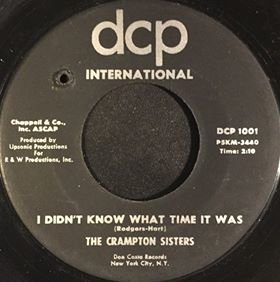 dcp
INTERNATIONAL
Chappell & Co.,
Inc. ASCAP
Produced by
Upsonic Productions
For
R & W Productions, Inc.
DCP 1001
PSKM-3440
Time: 2:10
I DIDN'T KNOW WHAT TIME IT WAS
(Rodgers-Hart)
THE CRAMPTON SISTERS
Don Costa Records
New York City, N.Y.